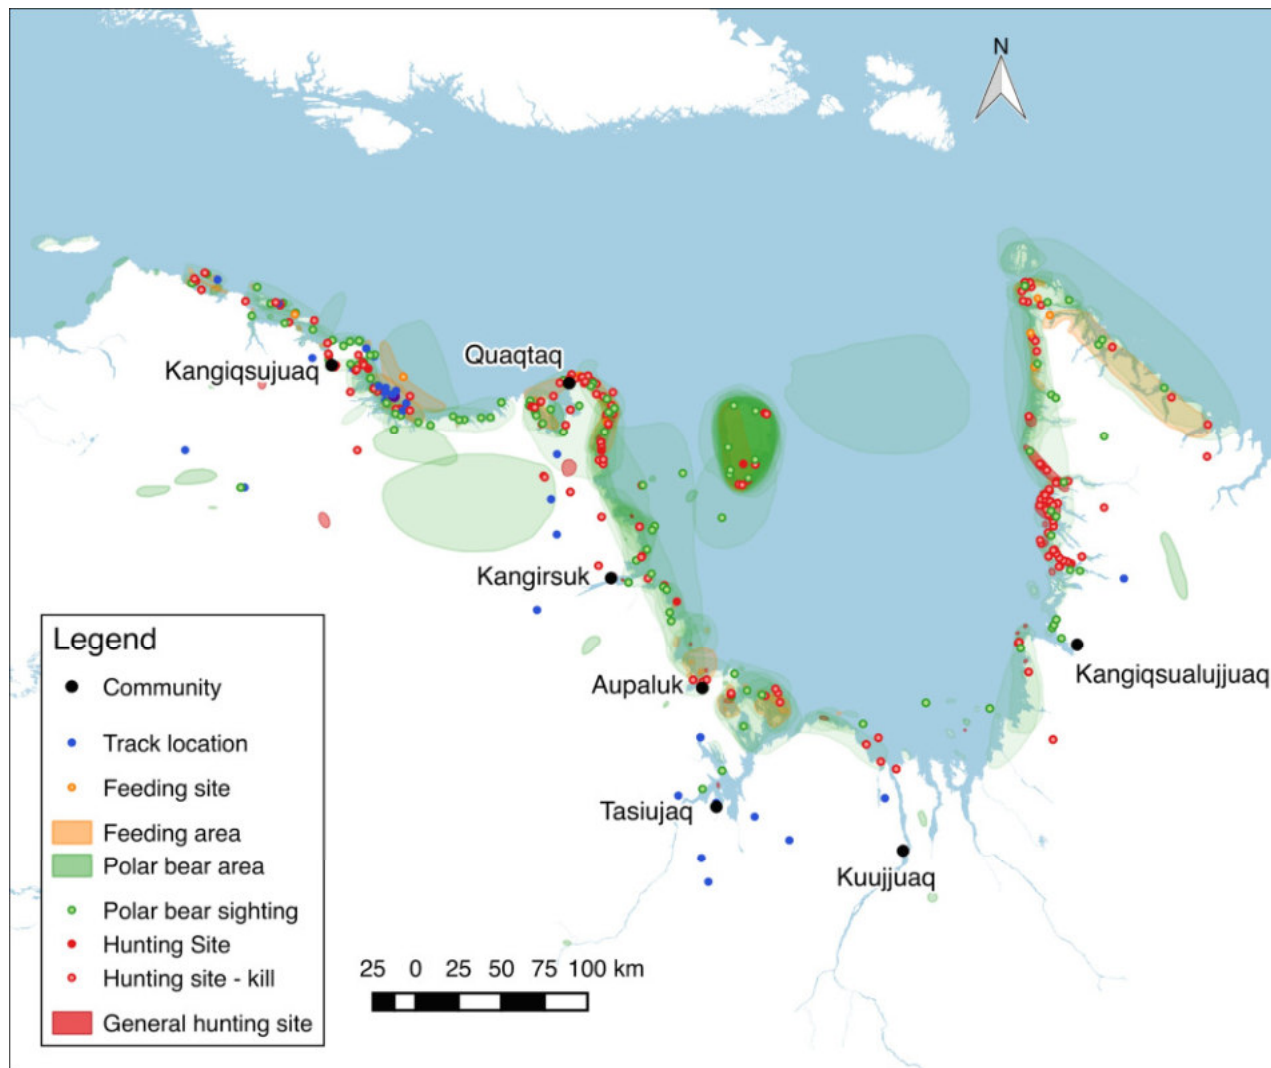 N
Quaqtaq
Kangiqsujuaq
Kangirsuk
Aupaluk
Kangiqsualujjuaq
Tasiujaq
Kuujjuaq
Legend
Community
Track location
Feeding site
Feeding area
Polar bear area
Polar bear sighting
Hunting Site
Hunting site - kill
General hunting site
25 0 25 50 75 100 km